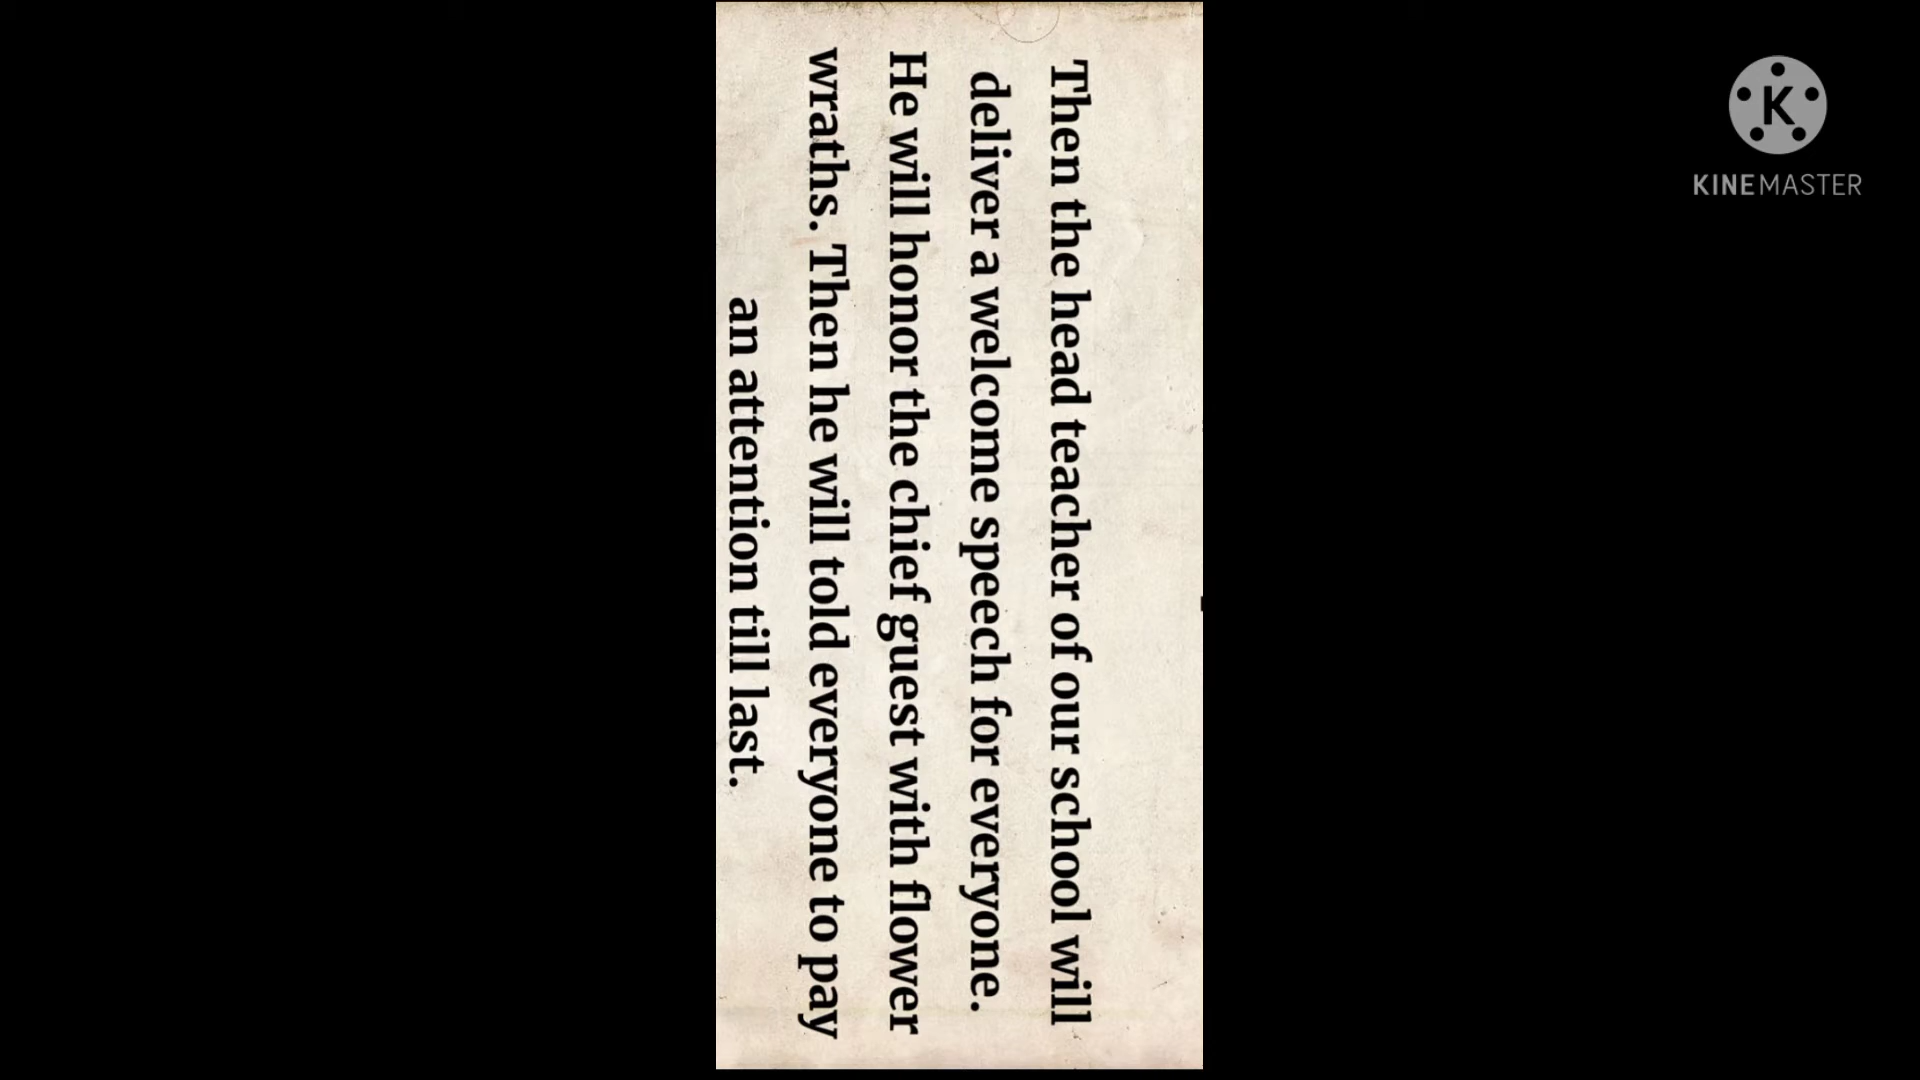 Then the head teacher of our school will
deliver a welcome speech for everyone.
He will honor the chief guest with flower
wraths. Then he will told everyone to pay
an attention till last.
K
KINEMASTER